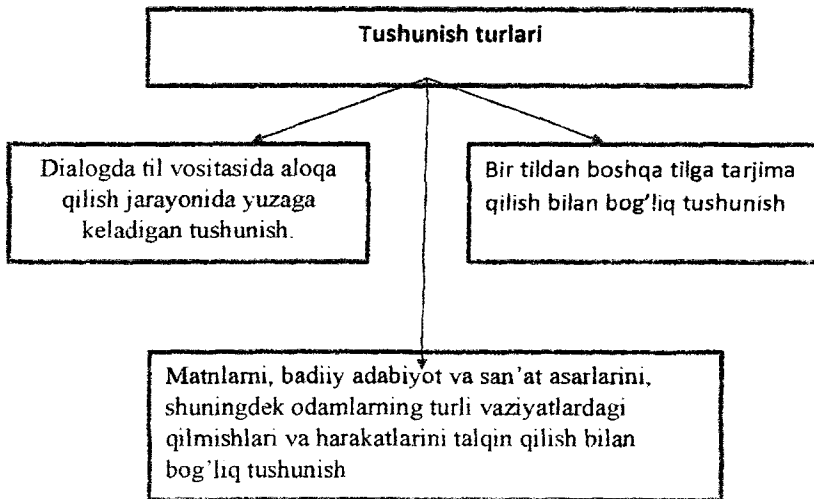 Tushunish turlari
Dialogda til vositasida aloqa
qilish jarayonida yuzaga
keladigan tushunish.
Bir tildan boshqa tilga tarjima
qilish bilan bog'liq tushunish
Matnlarni, badiiy adabiyot va san'at asarlarini,
shuningdek odamlarning turli vaziyatlardagi
qilmishlari va harakatlarini talqin qilish bilan
bog'liq tushunish